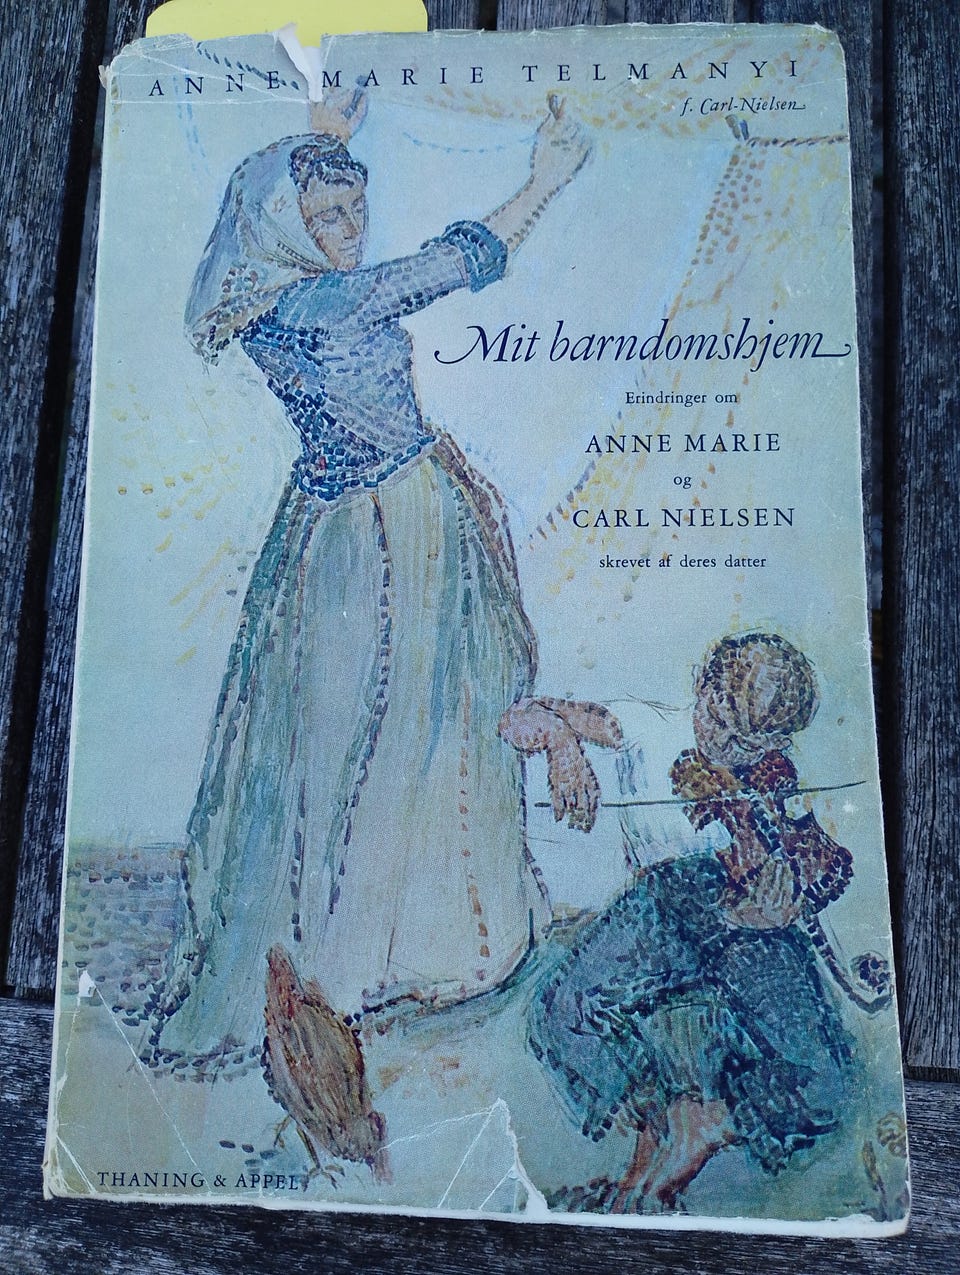 ANNE MARIE TELMANYI
f. Carl-Nielsen
Mit barndomshjem
Erindringer om
ANNE MARIE
og
CARL NIELSEN
skrevet af deres datter
THANING & APPEL